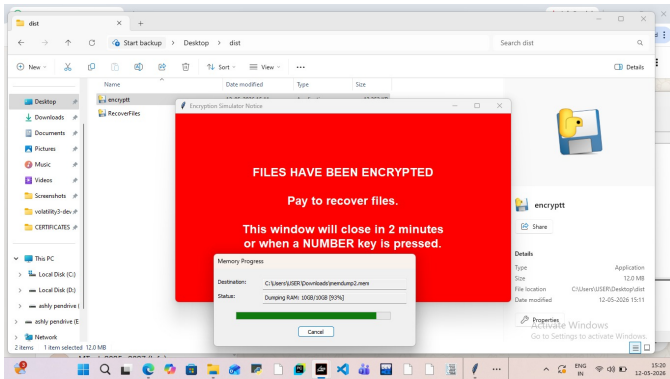 dist
Start backup > Desktop > dist
Search dist
New
Sort
View
Details
Name
Date modified
Type
Size
Desktop
Downloads
Documents
Pictures
Music
Videos
Screenshots
volatility3-dev
CERTIFICATES
This PC
Local Disk (C:)
Local Disk (D:)
ashly pendrive (
ashly pendrive (E
Network
encryptt
RecoverFiles
Encryption Simulator Notice
FILES HAVE BEEN ENCRYPTED
Pay to recover files.
This window will close in 2 minutes
or when a NUMBER key is pressed.
Memory Progress
Destination: C:\Users\USER\Downloads\memdump2.mem
Status: Dumping RAM: 10GB/10GB [93%]
Cancel
encryptt
Share
Details
Type Application
Size 12.0 MB
File location C:\Users\USER\Desktop\dist
Date modified 12-05-2026 15:11
Properties
Activate Windows
Go to Settings to activate Windows.
2 items 1 item selected 12.0 MB
ENG
IN
15:20
12-05-2026